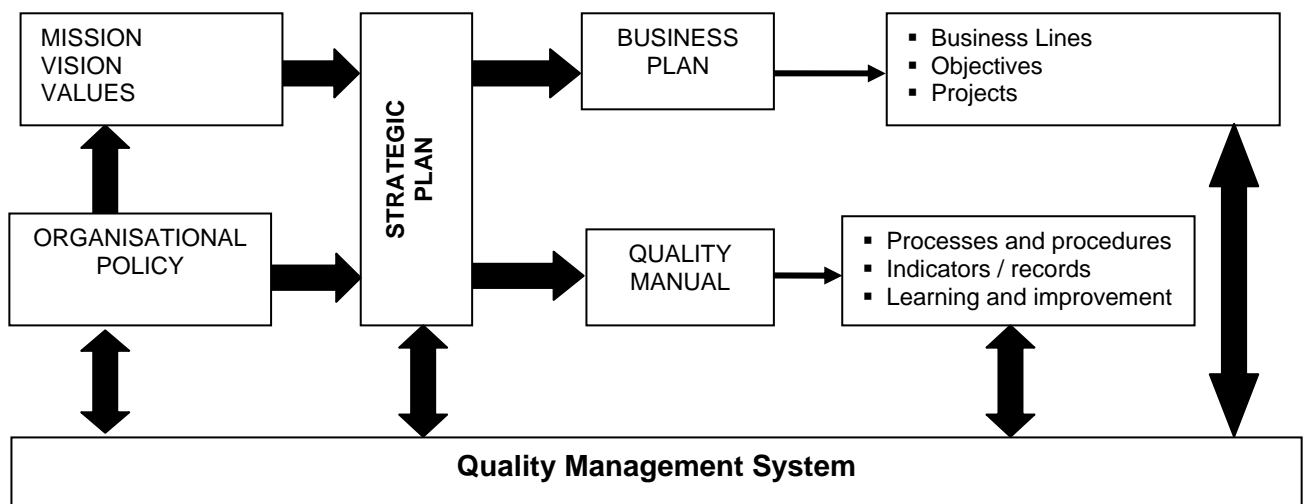 MISSION
VISION
VALUES
STRATEGIC
PLAN
BUSINESS
PLAN
▪ Business Lines
▪ Objectives
▪ Projects
ORGANISATIONAL
POLICY
QUALITY
MANUAL
▪ Processes and procedures
▪ Indicators / records
▪ Learning and improvement
Quality Management System